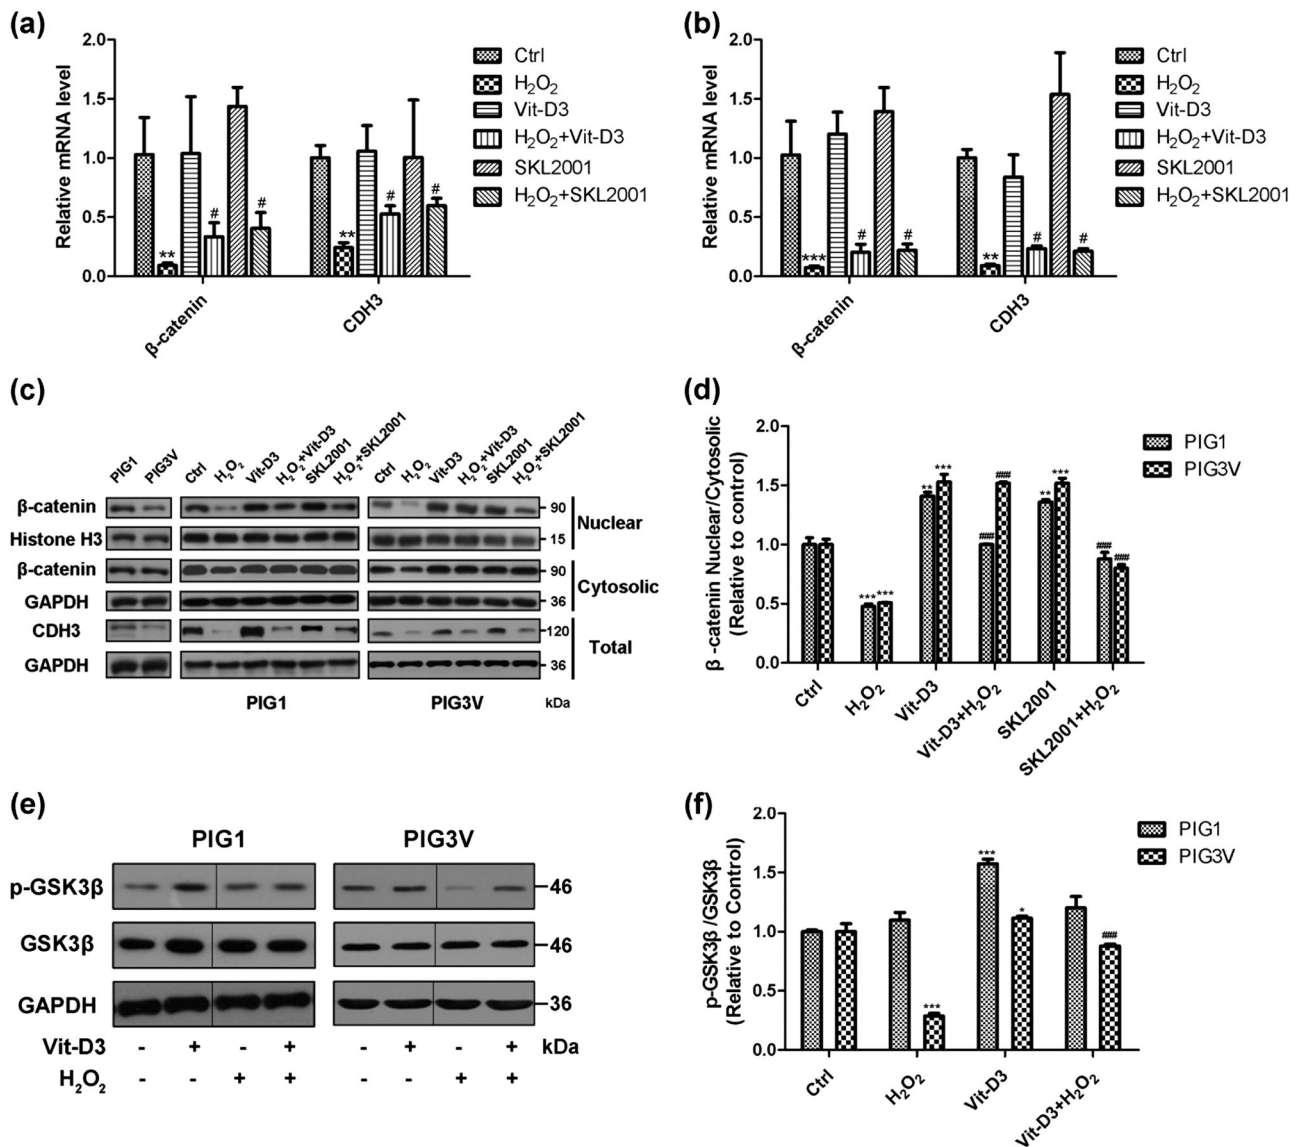 (a)
2.0
1.5
1.0
0.5
0.0
Relative mRNA level
**
#
#
**
#
#
β-catenin
CDH3
Ctrl
H₂O₂
Vit-D3
H₂O₂+Vit-D3
SKL2001
H₂O₂+SKL2001
(b)
2.0
1.5
1.0
0.5
0.0
Relative mRNA level
***
#
#
**
#
#
β-catenin
CDH3
Ctrl
H₂O₂
Vit-D3
H₂O₂+Vit-D3
SKL2001
H₂O₂+SKL2001
(c)
PIG1 PIG3V Ctrl H₂O₂ Vit-D3 H₂O₂+Vit-D3 SKL2001 H₂O₂+SKL2001 Ctrl H₂O₂ Vit-D3 H₂O₂+Vit-D3 SKL2001 H₂O₂+SKL2001
β-catenin 90
Nuclear
Histone H3 15
β-catenin 90
Cytosolic
GAPDH 36
CDH3 120
Total
GAPDH 36
PIG1 PIG3V kDa
(d)
2.0
1.5
1.0
0.5
0.0
β -catenin Nuclear/Cytosolic
(Relative to control)
*** *** ** *** ### ### ** *** ### ###
Ctrl
H₂O₂
Vit-D3
Vit-D3+H₂O₂
SKL2001
SKL2001+H₂O₂
PIG1
PIG3V
(e)
PIG1 PIG3V
p-GSK3β 46
GSK3β 46
GAPDH 36
Vit-D3 - + - + - + - + kDa
H₂O₂ - - + + - - + +
(f)
2.0
1.5
1.0
0.5
0.0
p-GSK3β /GSK3β
(Relative to Control)
*** *** * ###
Ctrl
H₂O₂
Vit-D3
Vit-D3+H₂O₂
PIG1
PIG3V